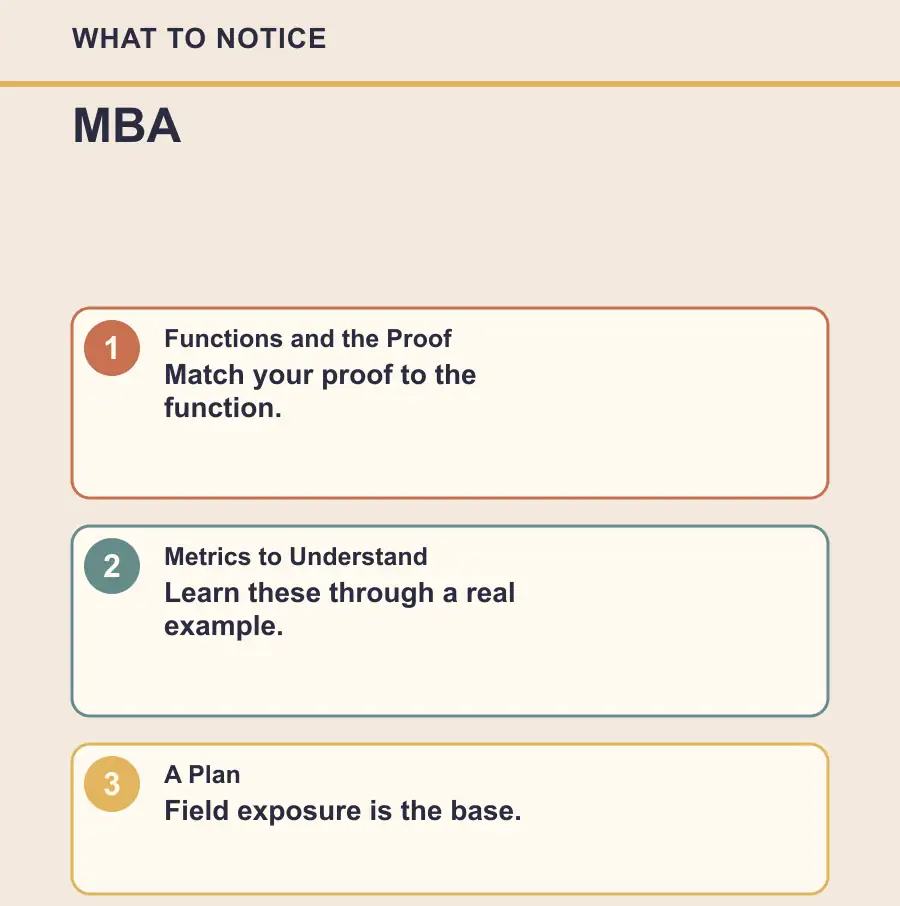 WHAT TO NOTICE
MBA
1
Functions and the Proof
Match your proof to the
function.
2
Metrics to Understand
Learn these through a real
example.
3
A Plan
Field exposure is the base.